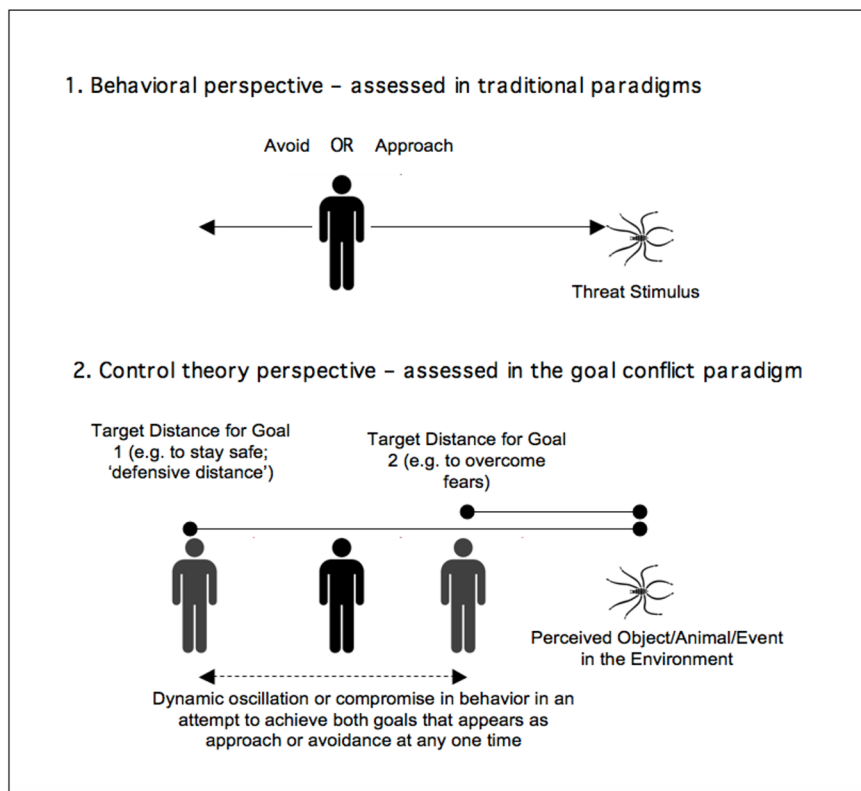 1. Behavioral perspective – assessed in traditional paradigms
Avoid OR Approach
Threat Stimulus
2. Control theory perspective – assessed in the goal conflict paradigm
Target Distance for Goal
1 (e.g. to stay safe;
‘defensive distance’)
Target Distance for Goal
2 (e.g. to overcome
fears)
Perceived Object/Animal/Event
in the Environment
Dynamic oscillation or compromise in behavior in an
attempt to achieve both goals that appears as
approach or avoidance at any one time